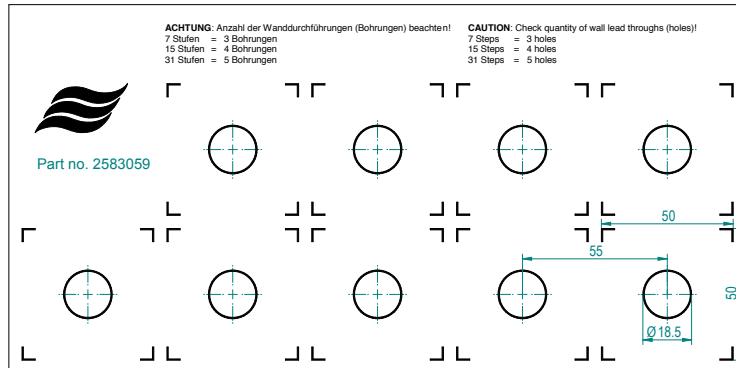 ACHTUNG: Anzahl der Wanddurchführungen (Bohrungen) beachten!
7 Stufen = 3 Bohrungen
15 Stufen = 4 Bohrungen
31 Stufen = 5 Bohrungen
CAUTION: Check quantity of wall lead throughs (holes)!
7 Steps = 3 holes
15 Steps = 4 holes
31 Steps = 5 holes
Part no. 2583059
50
55
50
Ø18.5